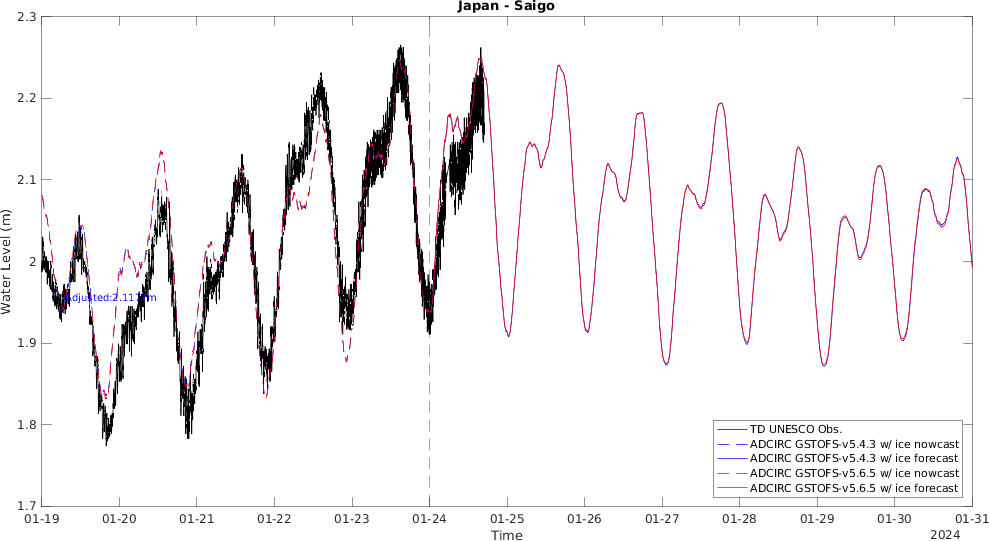 Japan - Saigo
2.3
2.2
2.1
2
1.9
1.8
1.7
Water Level (m)
TD UNESCO Obs.
ADCIRC GSTOFS-v5.4.3 w/ ice nowcast
ADCIRC GSTOFS-v5.4.3 w/ ice forecast
ADCIRC GSTOFS-v5.6.5 w/ ice nowcast
ADCIRC GSTOFS-v5.6.5 w/ ice forecast
01-19 01-20 01-21 01-22 01-23 01-24 01-25 01-26 01-27 01-28 01-29 01-30 01-31
Time
2024